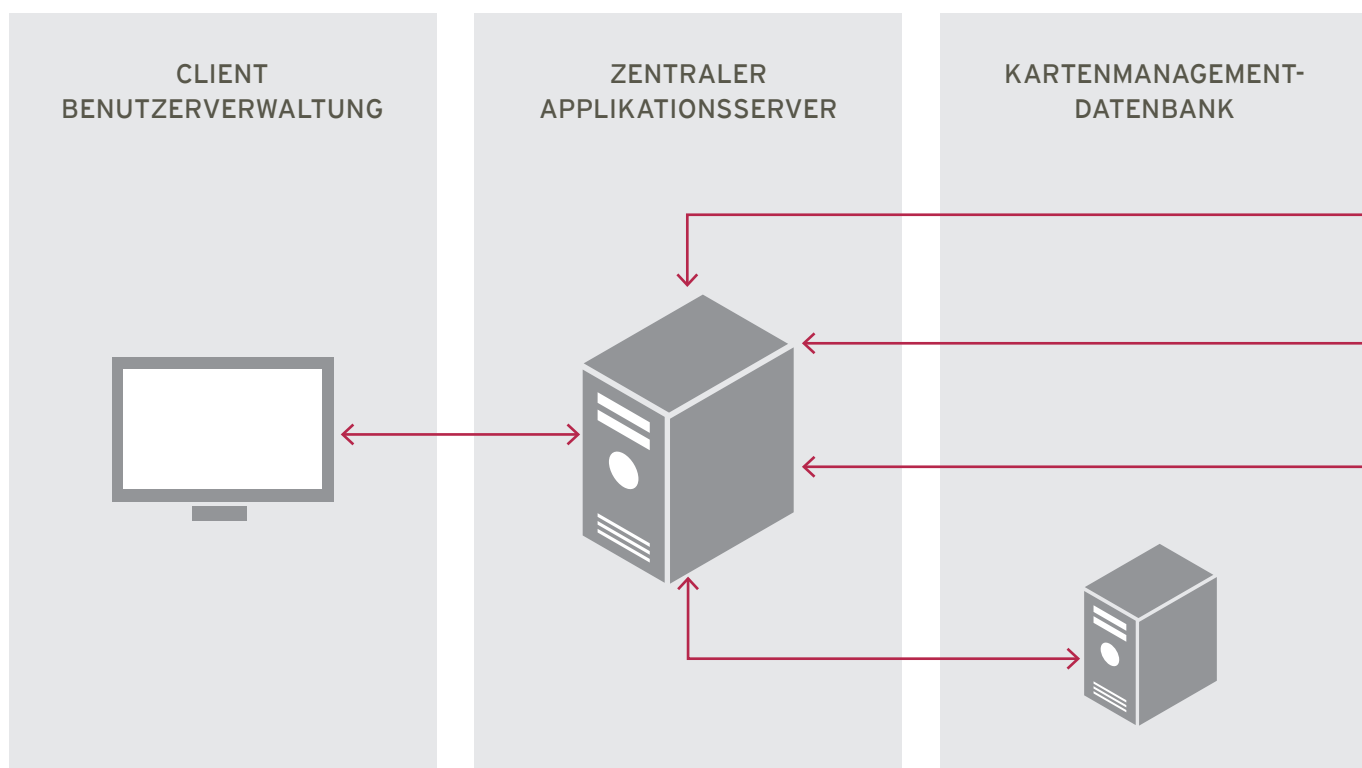 CLIENT
BENUTZERVERWALTUNG
ZENTRALER
APPLIKATIONSSERVER
KARTENMANAGEMENT-
DATENBANK